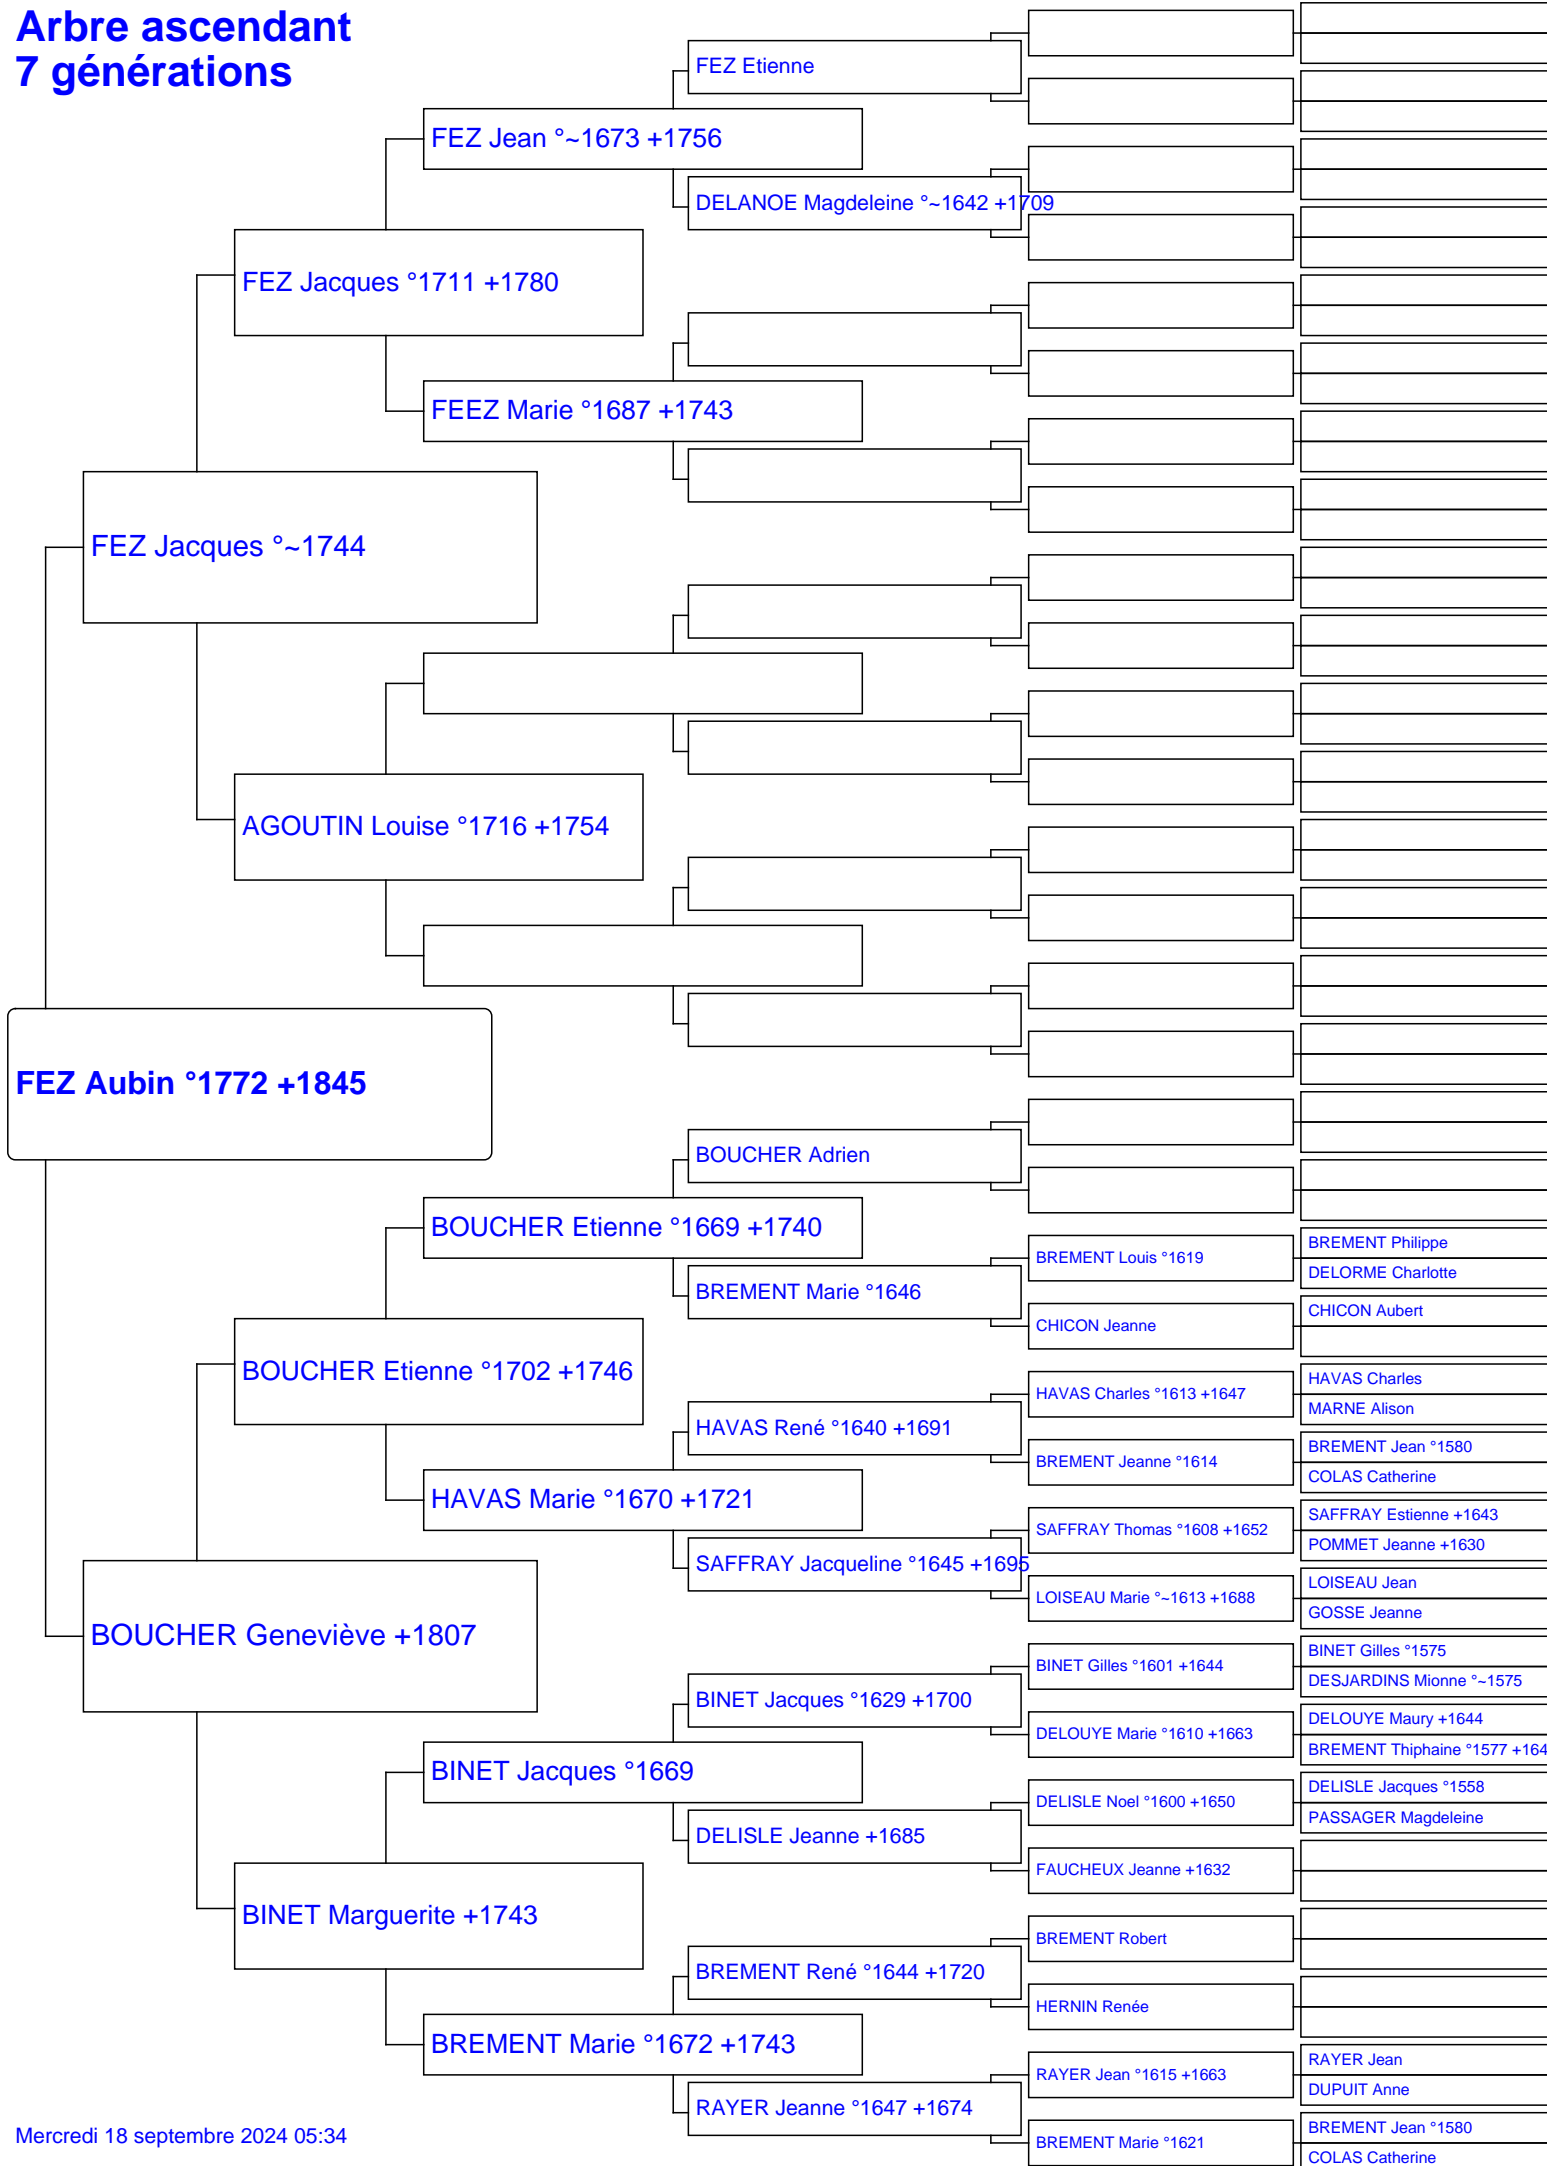 Arbre ascendant
7 générations
FEZ Etienne
FEZ Jean °~1673 +1756
DELANOE Magdeleine °~1642 +1709
FEZ Jacques °1711 +1780
FEEZ Marie °1687 +1743
FEZ Jacques °~1744
AGOUTIN Louise °1716 +1754
FEZ Aubin °1772 +1845
BOUCHER Adrien
BOUCHER Etienne °1669 +1740
BREMENT Philippe
BREMENT Louis °1619
DELORME Charlotte
BREMENT Marie °1646
CHICON Aubert
CHICON Jeanne
BOUCHER Etienne °1702 +1746
HAVAS Charles
HAVAS Charles °1613 +1647
MARNE Alison
HAVAS René °1640 +1691
BREMENT Jean °1580
BREMENT Jeanne °1614
COLAS Catherine
HAVAS Marie °1670 +1721
SAFFRAY Estienne +1643
SAFFRAY Thomas °1608 +1652
POMMET Jeanne +1630
SAFFRAY Jacqueline °1645 +1695
LOISEAU Jean
LOISEAU Marie °~1613 +1688
GOSSE Jeanne
BOUCHER Geneviève +1807
BINET Gilles °1575
BINET Gilles °1601 +1644
DESJARDINS Mionne °~1575
BINET Jacques °1629 +1700
DELOUYE Maury +1644
DELOUYE Marie °1610 +1663
BREMENT Thiphaine °1577
BINET Jacques °1669
DELISLE Jacques °1558
DELISLE Noel °1600 +1650
PASSAGER Magdeleine
DELISLE Jeanne +1685
FAUCHEUX Jeanne +1632
BINET Marguerite +1743
BREMENT Robert
BREMENT René °1644 +1720
HERNIN Renée
BREMENT Marie °1672 +1743
RAYER Jean
RAYER Jean °1615 +1663
DUPUIT Anne
RAYER Jeanne °1647 +1674
BREMENT Jean °1580
BREMENT Marie °1621
COLAS Catherine
Mercredi 18 septembre 2024 05:34